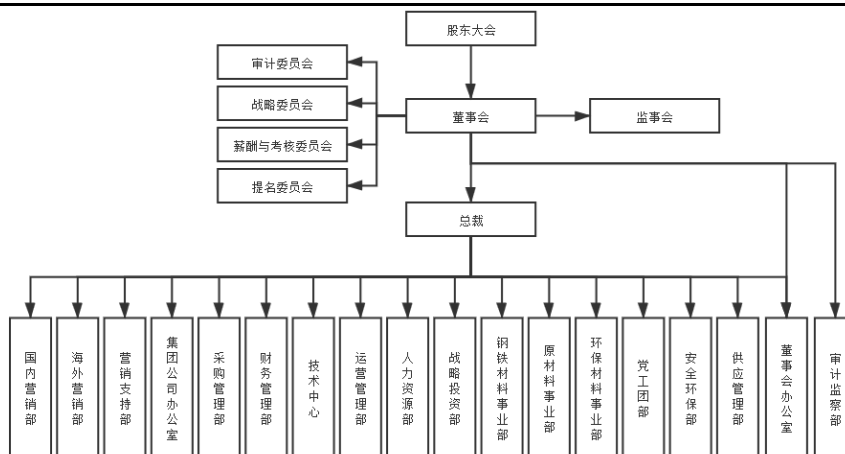 股东大会
审计委员会
战略委员会
董事会
监事会
薪酬与考核委员会
提名委员会
总裁
国内营销部
海外营销部
营销支持部
集团公司办公室
采购管理部
财务管理部
技术中心
运营管理部
人力资源部
战略投资部
钢铁材料事业部
原材料事业部
环保材料事业部
党工团部
安全环保部
供应管理部
董事会办公室
审计监察部